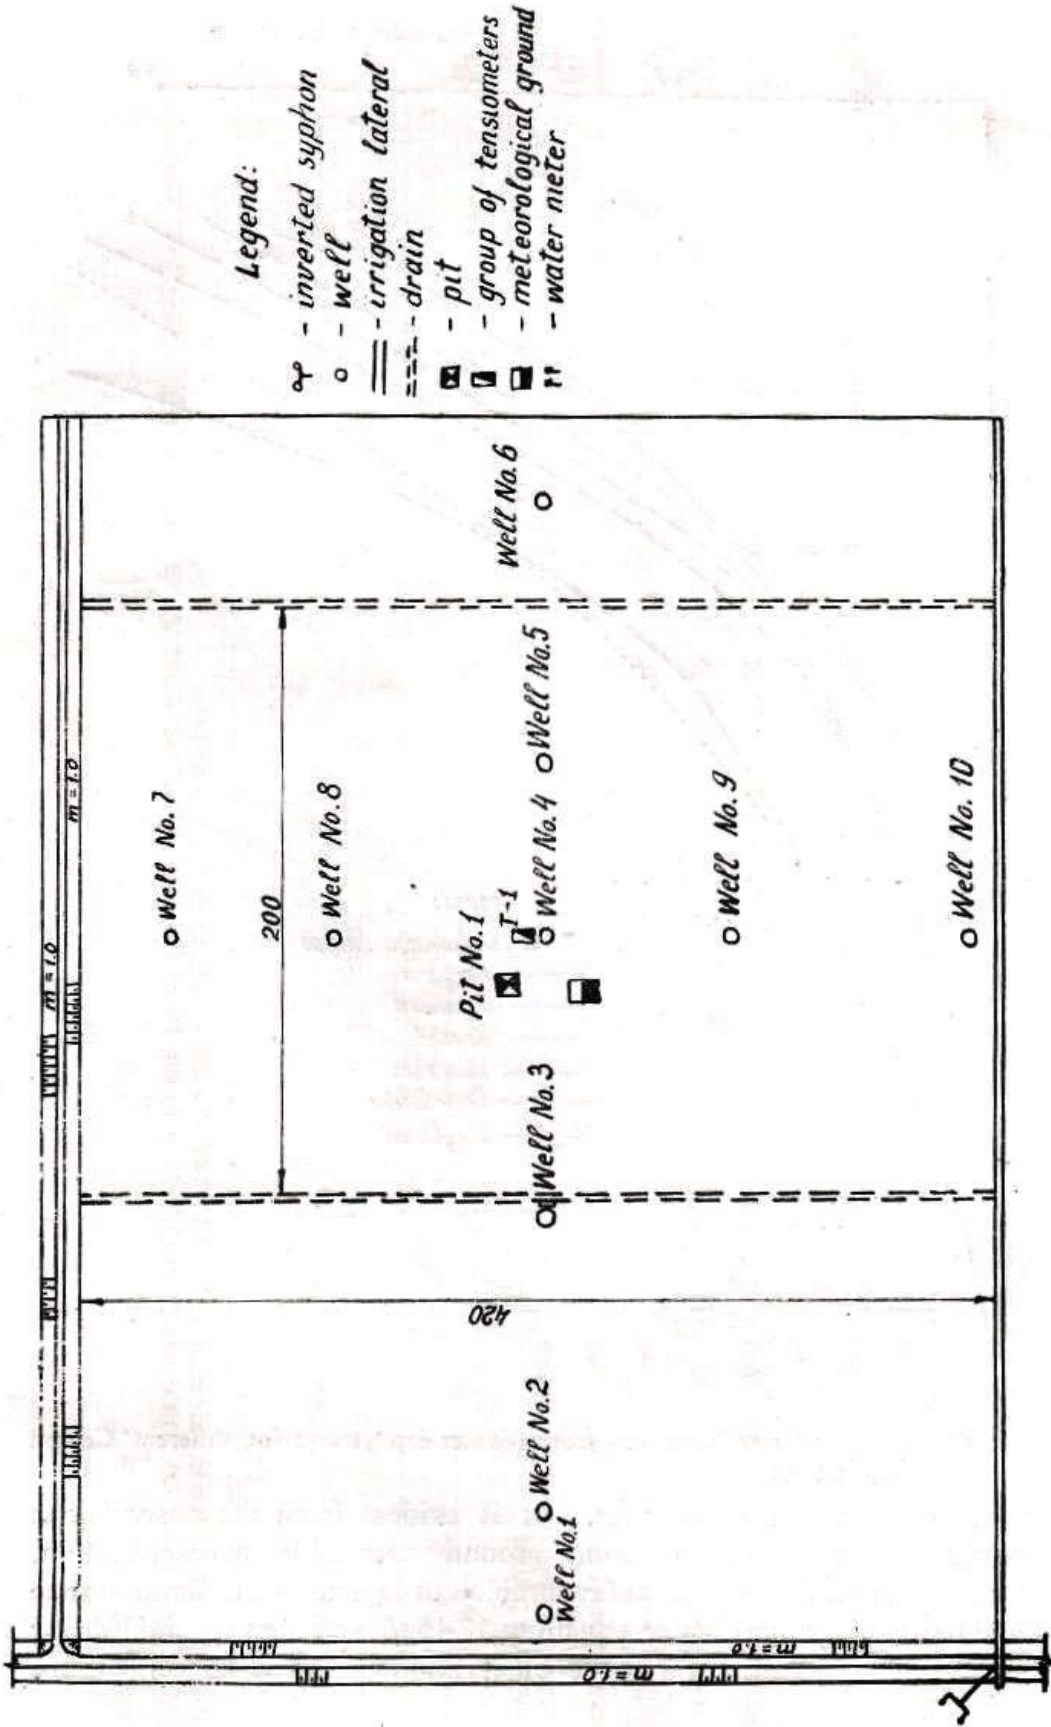 Legend:
- inverted syphon
- well
- irrigation lateral
- drain
- pit
- group of tensiometers
- meteorological ground
- water meter
m=1.0
m=1.0
Well No.7
Well No.8
200
Pit No.1
T-1
Well No.4
Well No.5
Well No.6
Well No.3
Well No.9
Well No. 10
420
Well No.2
Well No.1
m=1.0
m=1.0